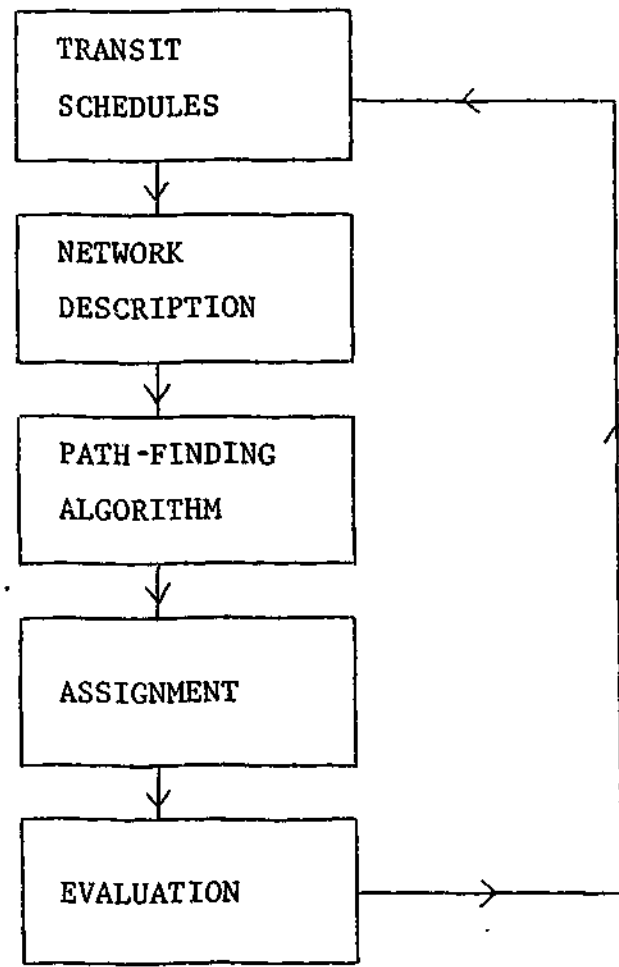 TRANSIT
SCHEDULES
NETWORK
DESCRIPTION
PATH-FINDING
ALGORITHM
ASSIGNMENT
EVALUATION